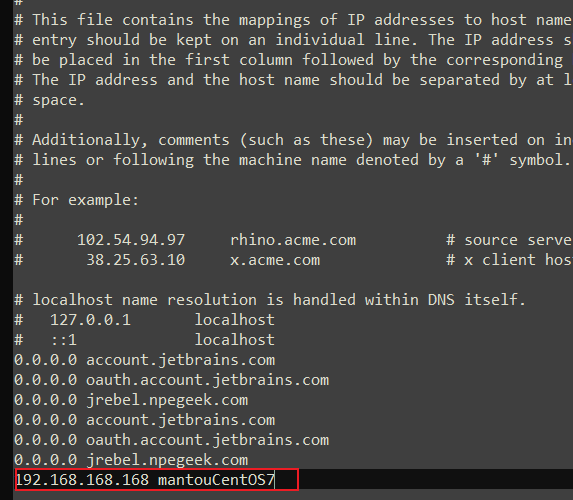 #
# This file contains the mappings of IP addresses to host name
# entry should be kept on an individual line. The IP address s
# be placed in the first column followed by the corresponding
# The IP address and the host name should be separated by at l
# space.
#
# Additionally, comments (such as these) may be inserted on in
# lines or following the machine name denoted by a '#' symbol.
#
# For example:
#
#      102.54.94.97     rhino.acme.com          # source serve
#       38.25.63.10     x.acme.com              # x client hos

# localhost name resolution is handled within DNS itself.
#   127.0.0.1       localhost
#   ::1             localhost
0.0.0.0 account.jetbrains.com
0.0.0.0 oauth.account.jetbrains.com
0.0.0.0 jrebel.npegeek.com
0.0.0.0 account.jetbrains.com
0.0.0.0 oauth.account.jetbrains.com
0.0.0.0 jrebel.npegeek.com
192.168.168.168 mantouCentOS7